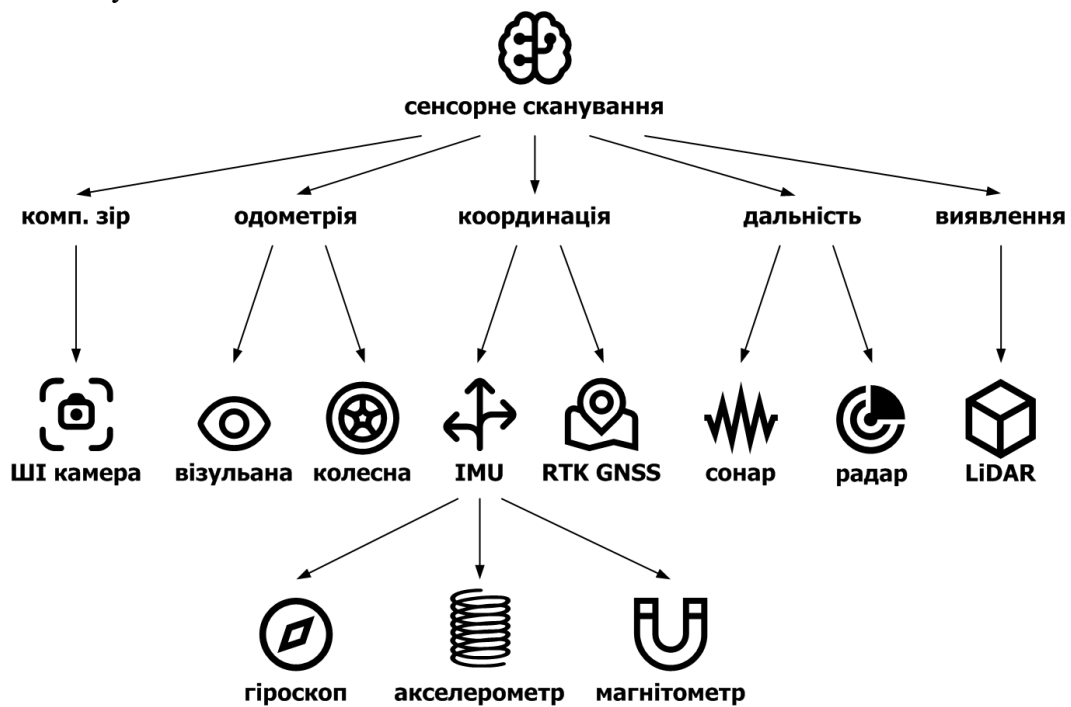 сенсорне сканування
комп. зір одометрія координація дальність виявлення
ШІ камера візульана колесна IMU RTK GNSS сонар радар LiDAR
гіроскоп акселерометр магнітометр